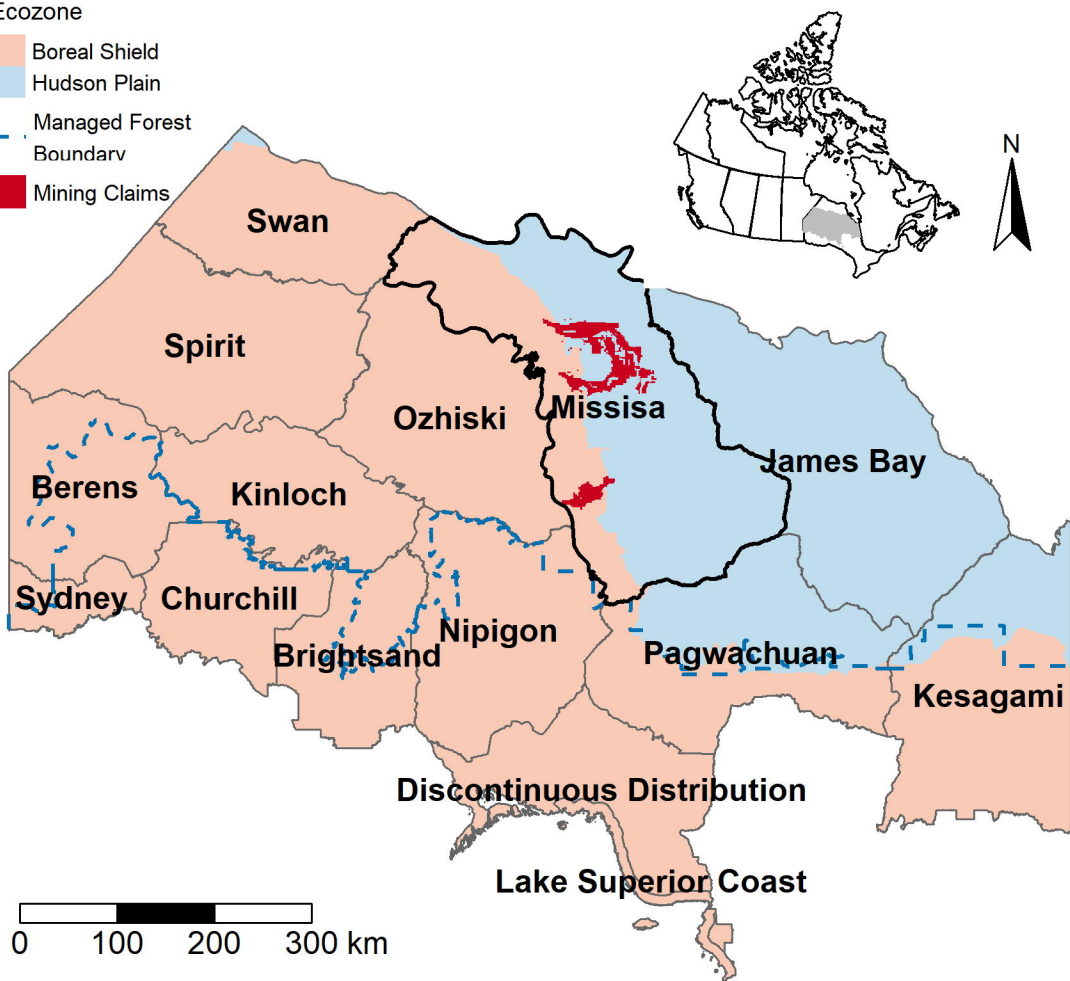 Ecozone
Boreal Shield
Hudson Plain
Managed Forest
Boundary
Mining Claims
N
Swan
Spirit
Ozhiski
Missisa
James Bay
Berens
Kinloch
Sydney
Churchill
Nipigon
Brightsand
Pagwachuan
Kesagami
Discontinuous Distribution
Lake Superior Coast
0 100 200 300 km